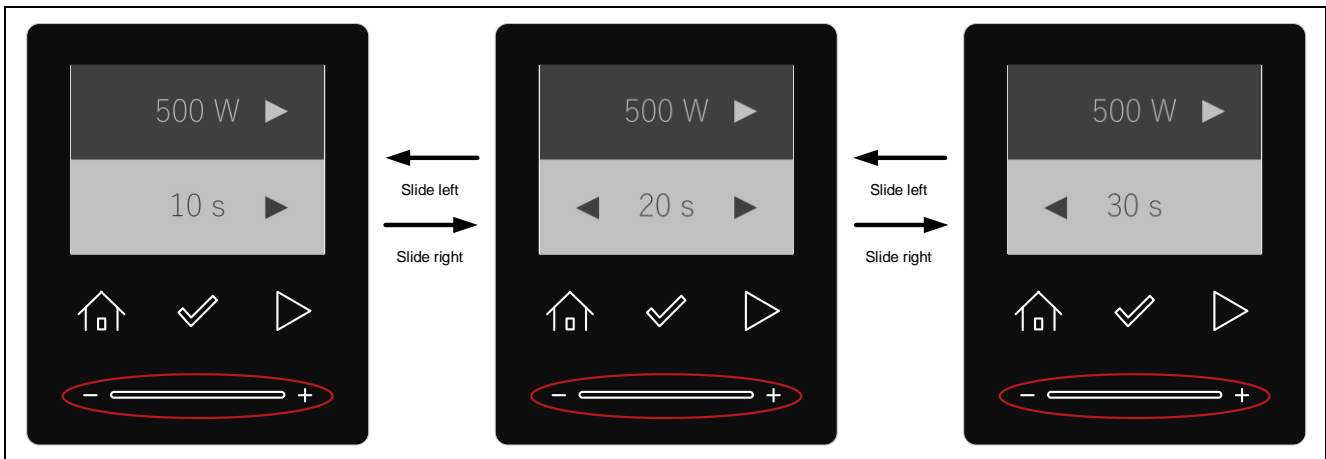 500 W ▶
10 s ▶
− +
Slide left
Slide right
500 W ▶
◀ 20 s ▶
− +
Slide left
Slide right
500 W ▶
◀ 30 s
− +